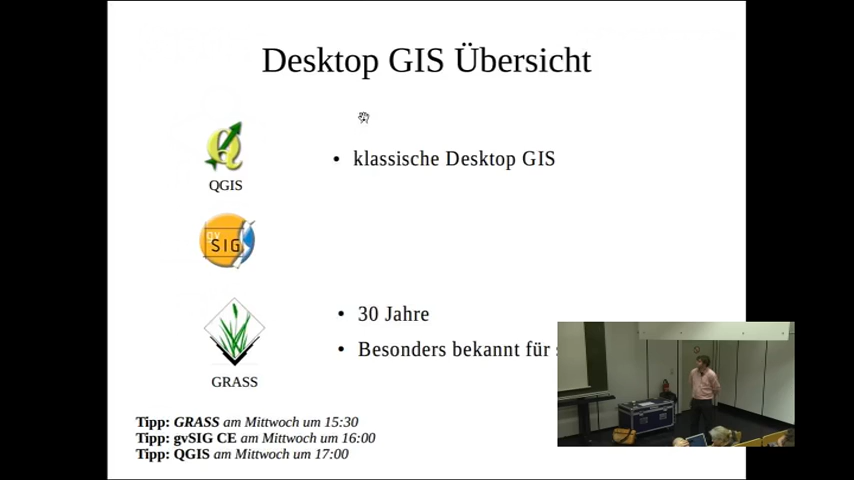 Desktop GIS Übersicht
• klassische Desktop GIS
QGIS
gv
SIG
• 30 Jahre
• Besonders bekannt für
GRASS
Tipp: GRASS am Mittwoch um 15:30
Tipp: gvSIG CE am Mittwoch um 16:00
Tipp: QGIS am Mittwoch um 17:00